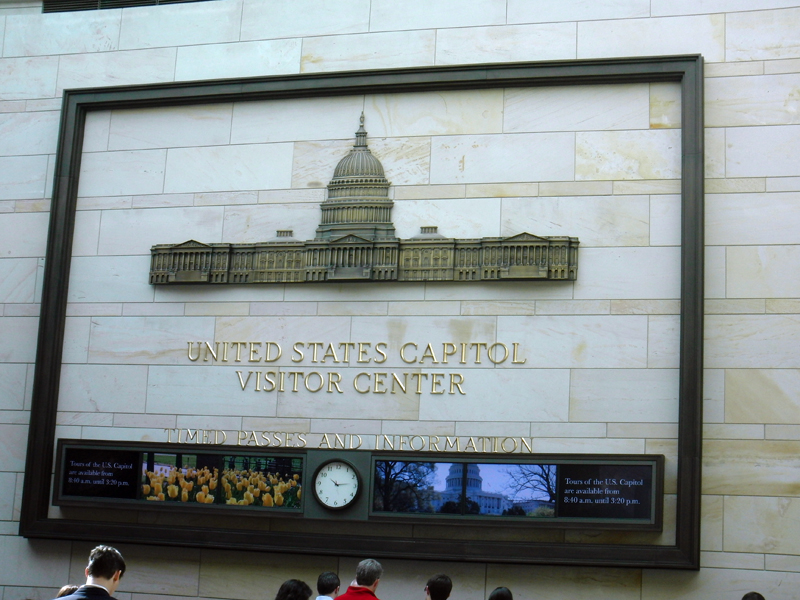 UNITED STATES CAPITOL
VISITOR CENTER
TIMED PASSES AND INFORMATION
Tours of the U.S. Capitol
are available from
8:40 a.m. until 3:20 p.m.
Tours of the U.S. Capitol
are available from
8:40 a.m. until 3:20 p.m.